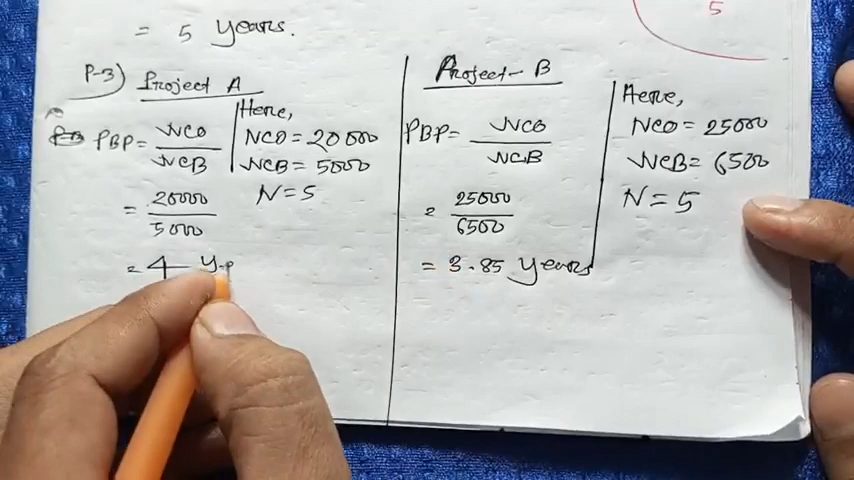 = 5 years.
P-3) Project A
Here,
PBP = NCO / NCB
NCO = 20000
NCB = 5000
N = 5
= 20000 / 5000
= 4 ye
Project - B
Here,
PBP = NCO / NCB
NCO = 25000
NCB = 6500
N = 5
= 25000 / 6500
= 3.85 years
5